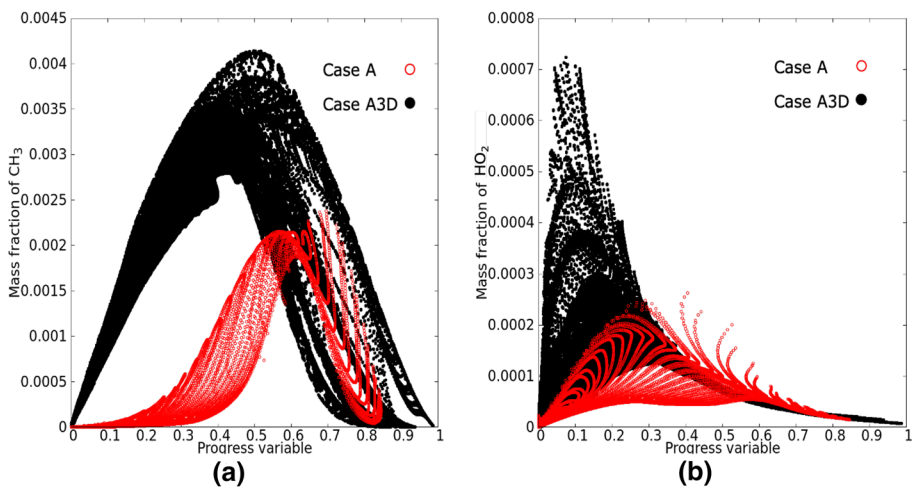 0.0045
0.004
0.0035
0.003
0.0025
0.002
0.0015
0.001
0.0005
0
Mass fraction of CH3
Case A
Case A3D
0 0.1 0.2 0.3 0.4 0.5 0.6 0.7 0.8 0.9 1
Progress variable
(a)
0.0008
0.0007
0.0006
0.0005
0.0004
0.0003
0.0002
0.0001
0.000
Mass fraction of HO2
Case A
Case A3D
0 0.1 0.2 0.3 0.4 0.5 0.6 0.7 0.8 0.9 1
Progress variable
(b)